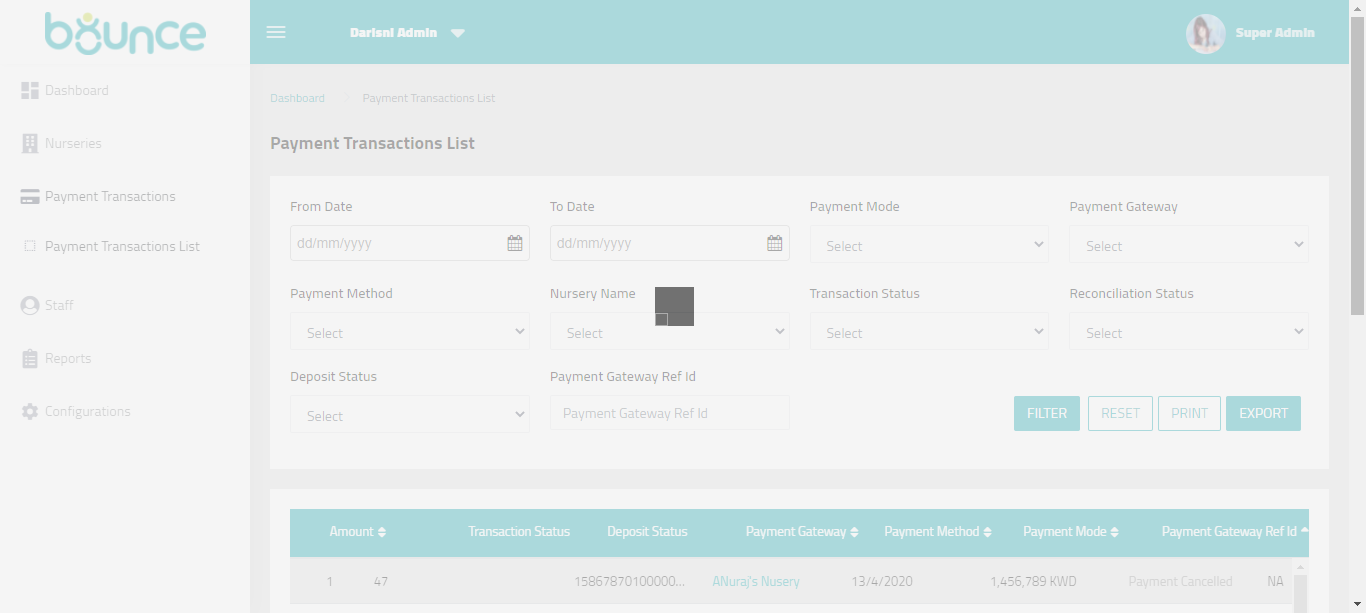 bounce
Darisni Admin
Super Admin
Dashboard
Nurseries
Payment Transactions
Payment Transactions List
Staff
Reports
Configurations
Dashboard Payment Transactions List
Payment Transactions List
From Date To Date Payment Mode Payment Gateway
dd/mm/yyyy dd/mm/yyyy Select Select
Payment Method Nursery Name Transaction Status Reconciliation Status
Select Select Select Select
Deposit Status Payment Gateway Ref Id
Select Payment Gateway Ref Id FILTER RESET PRINT EXPORT
Amount Transaction Status Deposit Status Payment Gateway Payment Method Payment Mode Payment Gateway Ref Id
1 47 15867870100000... ANuraj's Nusery 13/4/2020 1,456,789 KWD Payment Cancelled NA